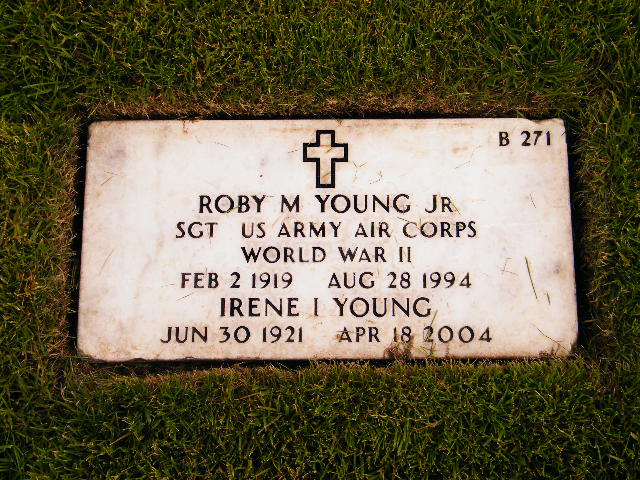 B 271
ROBY M YOUNG JR
SGT US ARMY AIR CORPS
WORLD WAR II
FEB 2 1919 AUG 28 1994
IRENE I YOUNG
JUN 30 1921 APR 18 2004